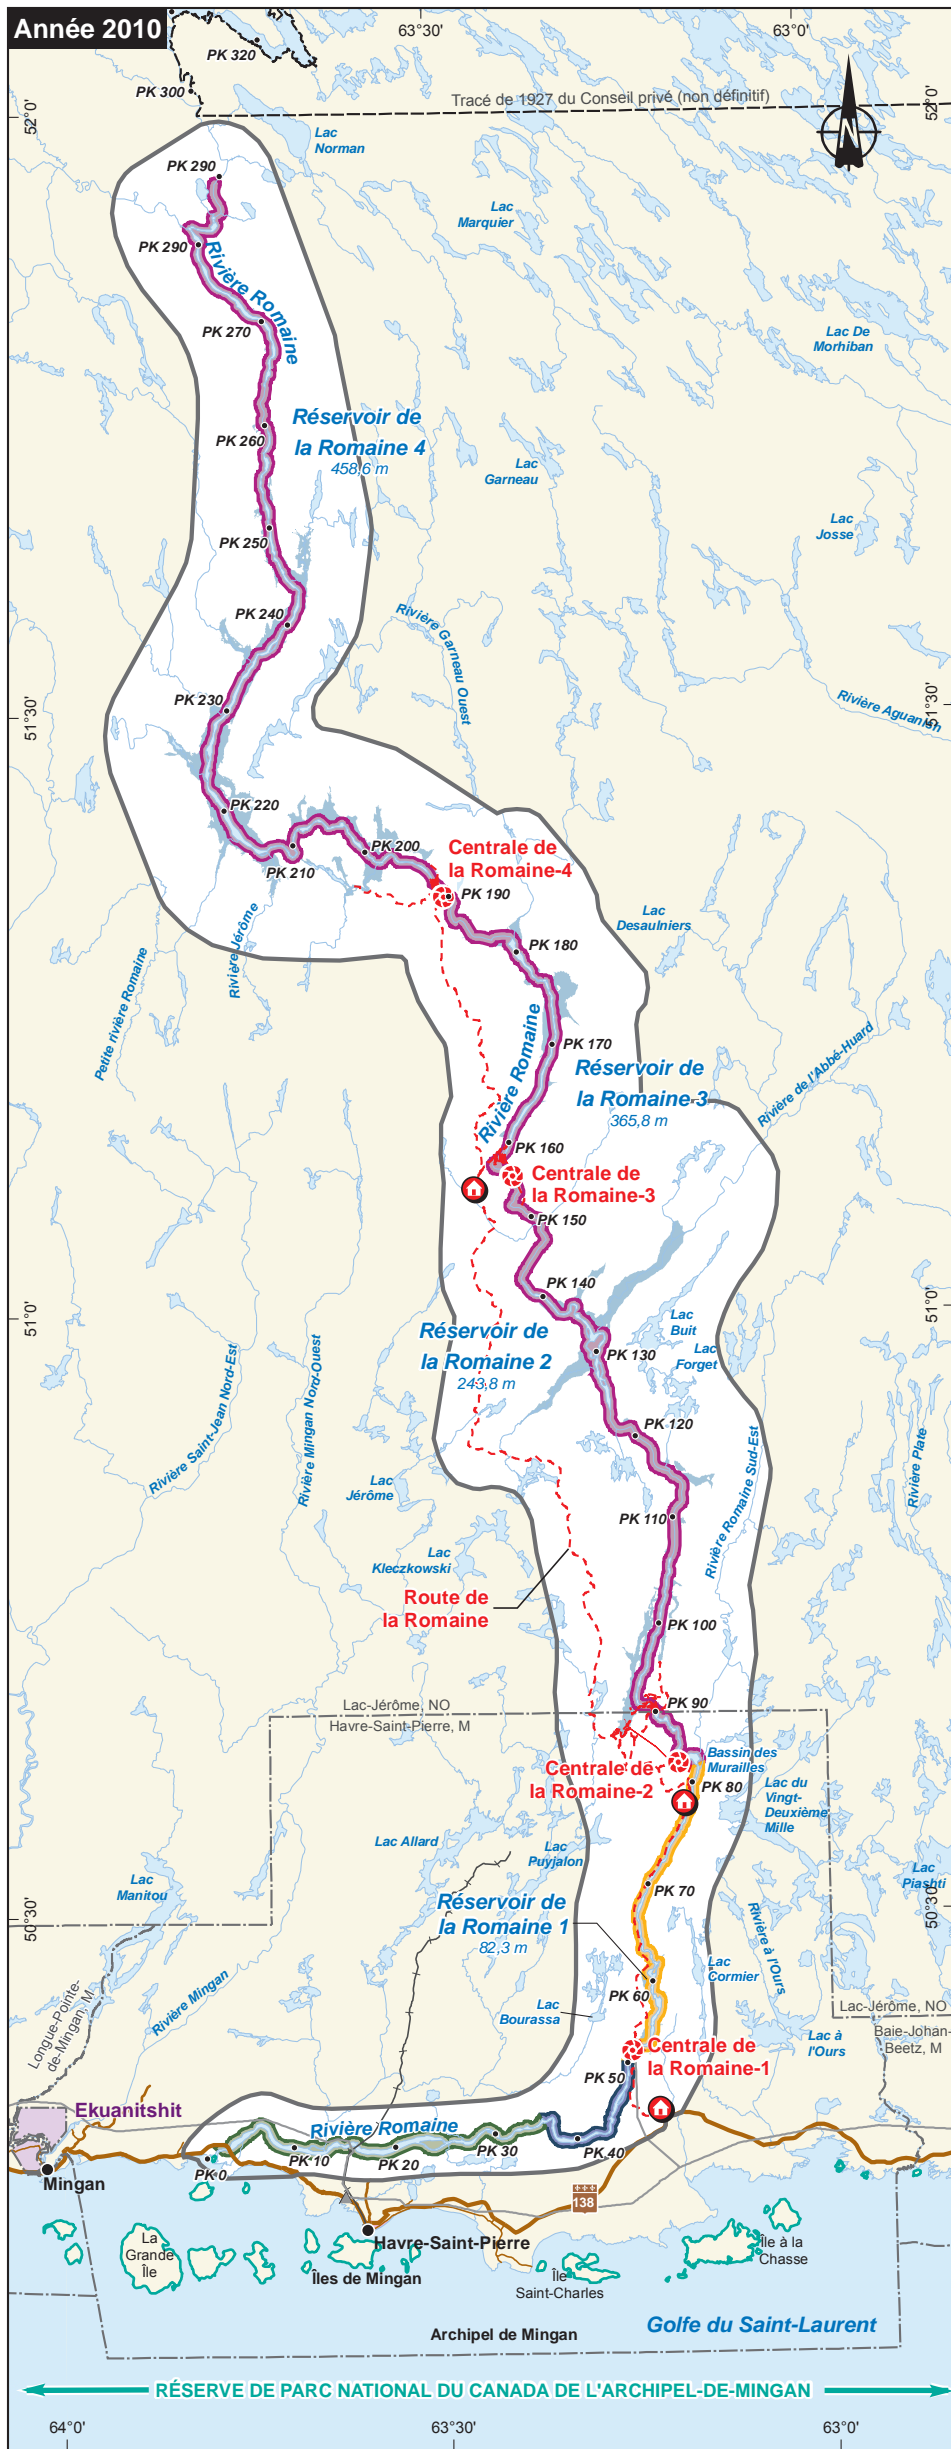 Année 2010
63°30'
63°0'
PK 320
PK 300
52°0'
52°0'
Tracé de 1927 du Conseil privé (non définitif)
N
Lac
Norman
PK 290
Lac
Marquier
PK 290
Rivière Romaine
PK 270
Lac De
Morhiban
Réservoir de
la Romaine 4
458,6 m
PK 260
Lac
Garneau
Lac
Josse
PK 250
PK 240
Rivière Garneau Ouest
PK 230
51°30'
51°30'
Rivière Aguanish
PK 220
PK 200
PK 210
Centrale de
la Romaine-4
PK 190
Lac
Desaulniers
Rivière Jérôme
PK 180
Petite rivière Romaine
Rivière Romaine
PK 170
Réservoir de
la Romaine-3
365,8 m
Rivière de l'Abbé-Huard
PK 160
Centrale de
la Romaine-3
PK 150
PK 140
51°0'
51°0'
Lac
Buit
Réservoir de
la Romaine 2
243,8 m
PK 130
Lac
Forget
Rivière Saint-Jean Nord-Est
Rivière Mingan Nord-Ouest
PK 120
Rivière Romaine Sud-Est
Rivière Plate
Lac
Jérôme
PK 110
Lac
Kleczkowski
Route de
la Romaine
PK 100
Lac-Jérôme, NO
Havre-Saint-Pierre, M
PK 90
Bassin des
Murailles
Centrale de
la Romaine-2
PK 80
Lac du
Vingt-
Deuxième
Mille
Lac Allard
Lac
Puyjalon
Lac
Manitou
Lac
Piashti
PK 70
50°30'
50°30'
Réservoir de
la Romaine 1
82,3 m
Rivière à l'Ours
Lac
Cormier
PK 60
Rivière Mingan
Lac
Bourassa
Longue-Pointe-
de-Mingan, M
Lac-Jérôme, NO
Baie-Johan-
Beetz, M
Lac à
l'Ours
Centrale de
la Romaine-1
PK 50
Ekuanitshit
Rivière Romaine
PK 0
PK 10
PK 20
PK 30
PK 40
Mingan
138
Havre-Saint-Pierre
La
Grande
Île
Îles de Mingan
Île
Saint-Charles
Île à la
Chasse
Golfe du Saint-Laurent
Archipel de Mingan
RÉSERVE DE PARC NATIONAL DU CANADA DE L'ARCHIPEL-DE-MINGAN
64°0'
63°30'
63°0'